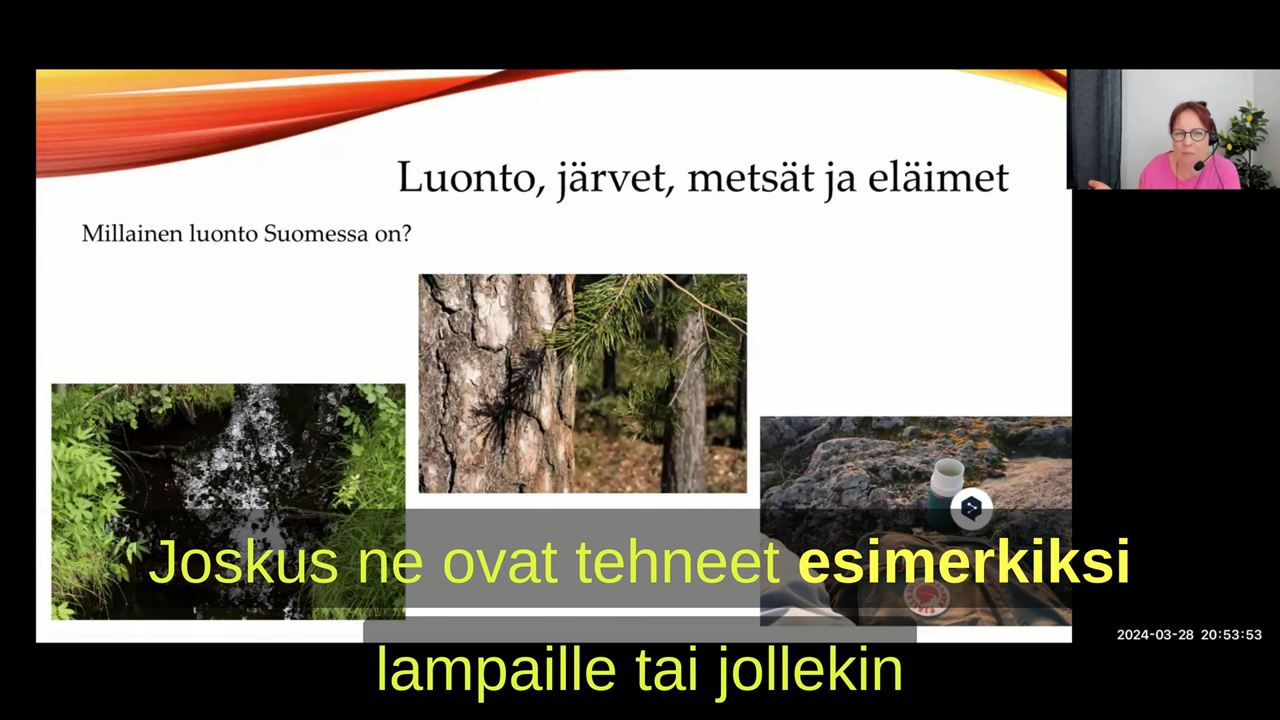 Luonto, järvet, metsät ja eläimet
Millainen luonto Suomessa on?
Joskus ne ovat tehneet esimerkiksi
2024-03-28 20:53:53
lampaille tai jollekin